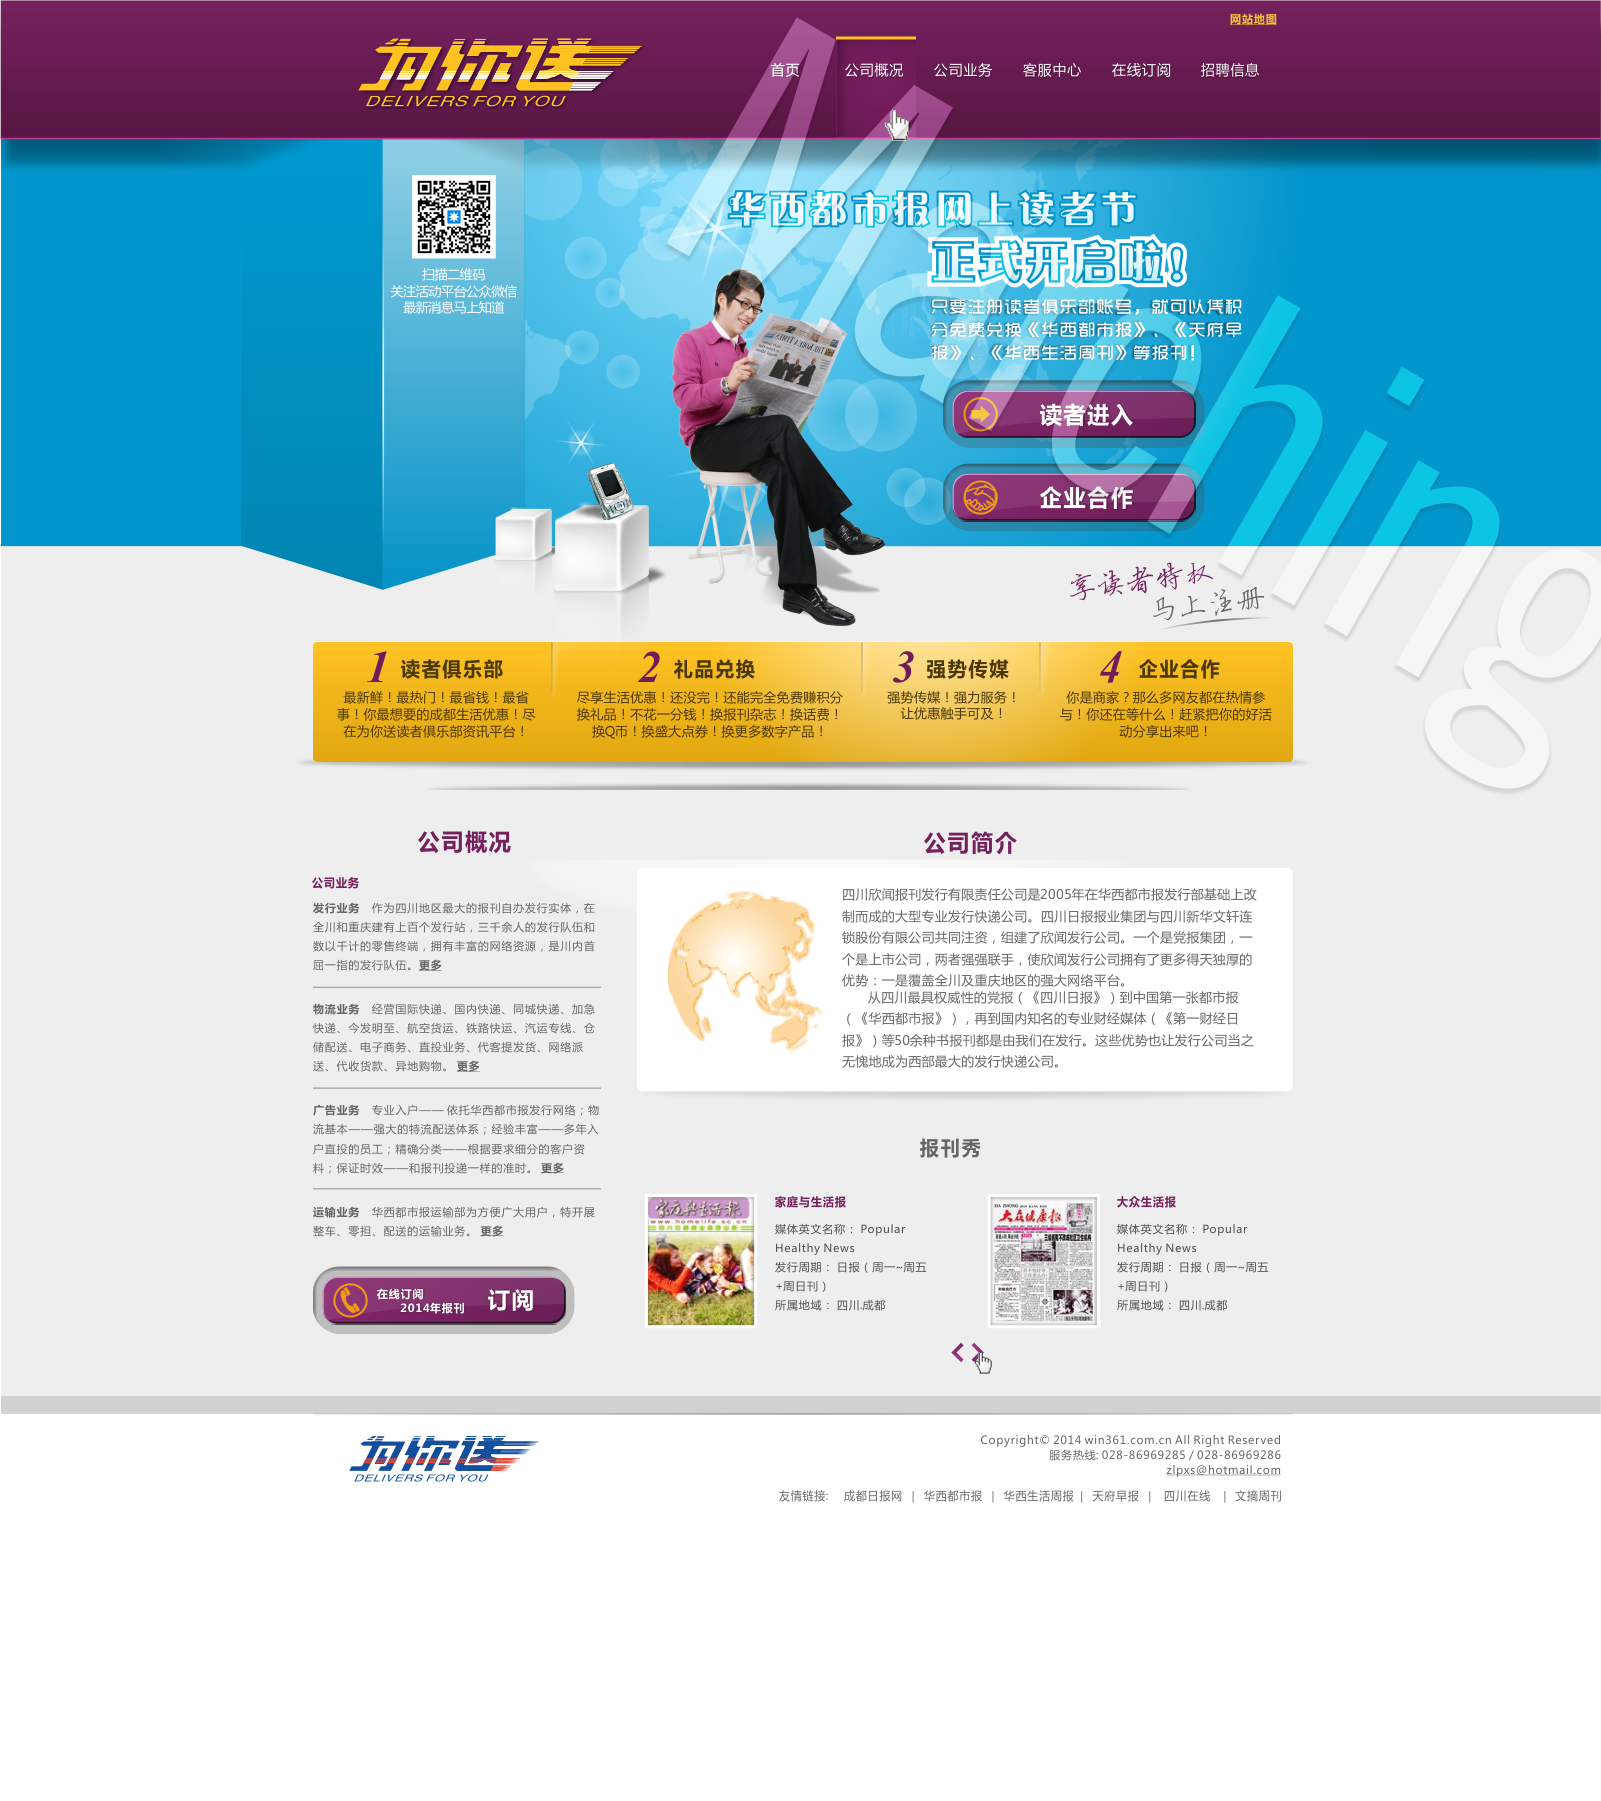 网站地图
为你送
DELIVERS FOR YOU
首页 公司概况 公司业务 客服中心 在线订阅 招聘信息
Matching
扫描二维码
关注活动平台公众微信
最新消息马上知道
华西都市报网上读者节
正式开启啦!
只要注册读者俱乐部账号，就可以凭积
分免费兑换《华西都市报》、《天府早
报》、《华西生活周刊》等报刊!
读者进入
企业合作
享读者特权
马上注册
1 读者俱乐部
最新鲜！最热门！最省钱！最省
事！你最想要的成都生活优惠！尽
在为你送读者俱乐部资讯平台！
2 礼品兑换
尽享生活优惠！还没完！还能完全免费赚积分
换礼品！不花一分钱！换报刊杂志！换话费！
换Q币！换盛大点券！换更多数字产品！
3 强势传媒
强势传媒！强力服务！
让优惠触手可及！
4 企业合作
你是商家？那么多网友都在热情参
与！你还在等什么！赶紧把你的好活
动分享出来吧！
公司概况
公司业务
发行业务 作为四川地区最大的报刊自办发行实体，在
全川和重庆建有上百个发行站，三千余人的发行队伍和
数以千计的零售终端，拥有丰富的网络资源，是川内首
屈一指的发行队伍。更多
物流业务 经营国际快递、国内快递、同城快递、加急
快递、今发明至、航空货运、铁路快运、汽运专线、仓
储配送、电子商务、直投业务、代客提发货、网络派
送、代收货款、异地购物。 更多
广告业务 专业入户—— 依托华西都市报发行网络；物
流基本——强大的特流配送体系；经验丰富——多年入
户直投的员工；精确分类——根据要求细分的客户资
料；保证时效——和报刊投递一样的准时。 更多
运输业务 华西都市报运输部为方便广大用户，特开展
整车、零担、配送的运输业务。 更多
在线订阅
2014年报刊 订阅
公司简介
四川欣闻报刊发行有限责任公司是2005年在华西都市报发行部基础上改
制而成的大型专业发行快递公司。四川日报报业集团与四川新华文轩连
锁股份有限公司共同注资，组建了欣闻发行公司。一个是党报集团，一
个是上市公司，两者强强联手，使欣闻发行公司拥有了更多得天独厚的
优势：一是覆盖全川及重庆地区的强大网络平台。
从四川最具权威性的党报（《四川日报》）到中国第一张都市报
（《华西都市报》），再到国内知名的专业财经媒体（《第一财经日
报》）等50余种书报刊都是由我们在发行。这些优势也让发行公司当之
无愧地成为西部最大的发行快递公司。
报刊秀
家庭与生活报
www.homelife.sc.cn
家庭与生活报
媒体英文名称： Popular
Healthy News
发行周期： 日报（周一~周五
+周日刊）
所属地域： 四川.成都
大众健康报
大众生活报
媒体英文名称： Popular
Healthy News
发行周期： 日报（周一~周五
+周日刊）
所属地域： 四川.成都
为你送
DELIVERS FOR YOU
Copyright© 2014 win361.com.cn All Right Reserved
服务热线: 028-86969285 / 028-86969286
zlpxs@hotmail.com
友情链接: 成都日报网 | 华西都市报 | 华西生活周报 | 天府早报 | 四川在线 | 文摘周刊